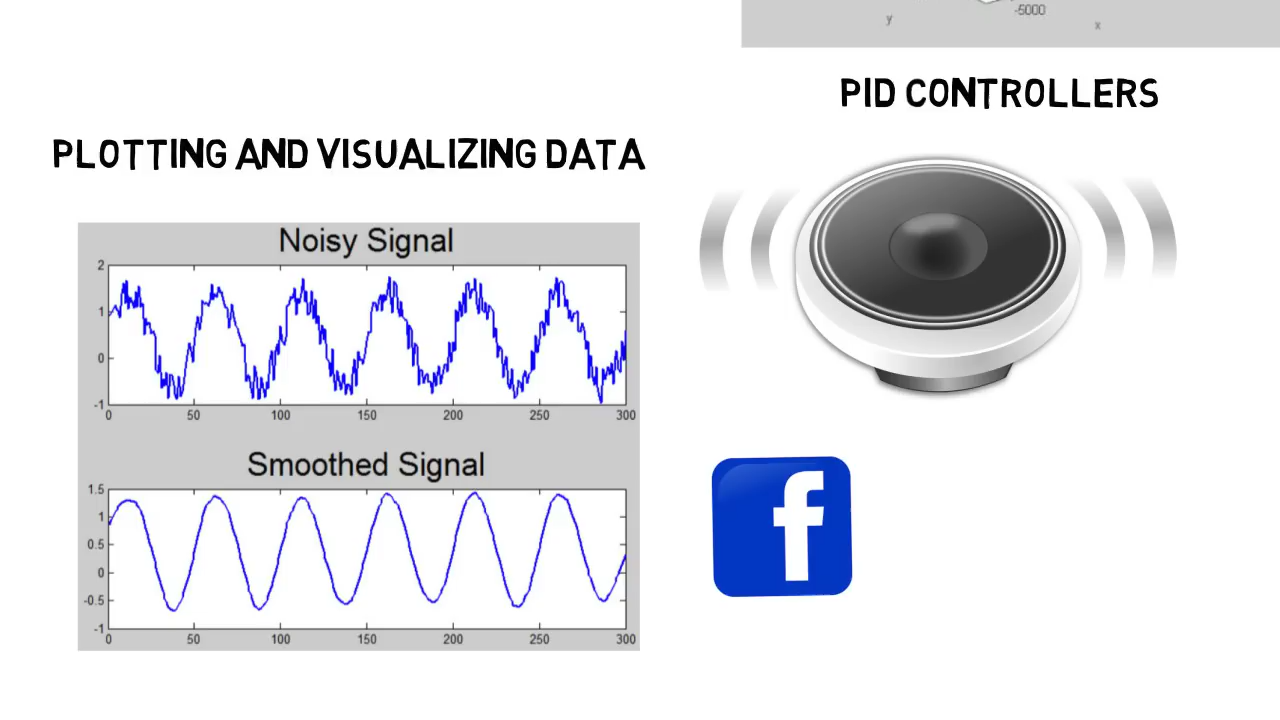 -5000
y
x
PID CONTROLLERS
PLOTTING AND VISUALIZING DATA
Noisy Signal
2
1
0
-1
0 50 100 150 200 250 300
Smoothed Signal
1.5
1
0.5
0
-0.5
-1
0 50 100 150 200 250 300
f